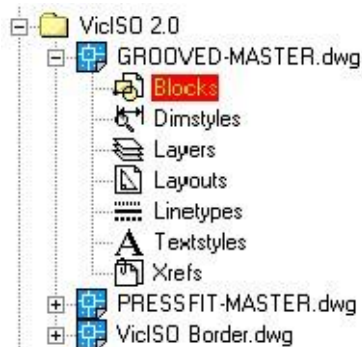 VicISO 2.0
GROOVED-MASTER.dwg
Blocks
Dimstyles
Layers
Layouts
Linetypes
Textstyles
Xrefs
PRESSFIT-MASTER.dwg
VicISO Border.dwg